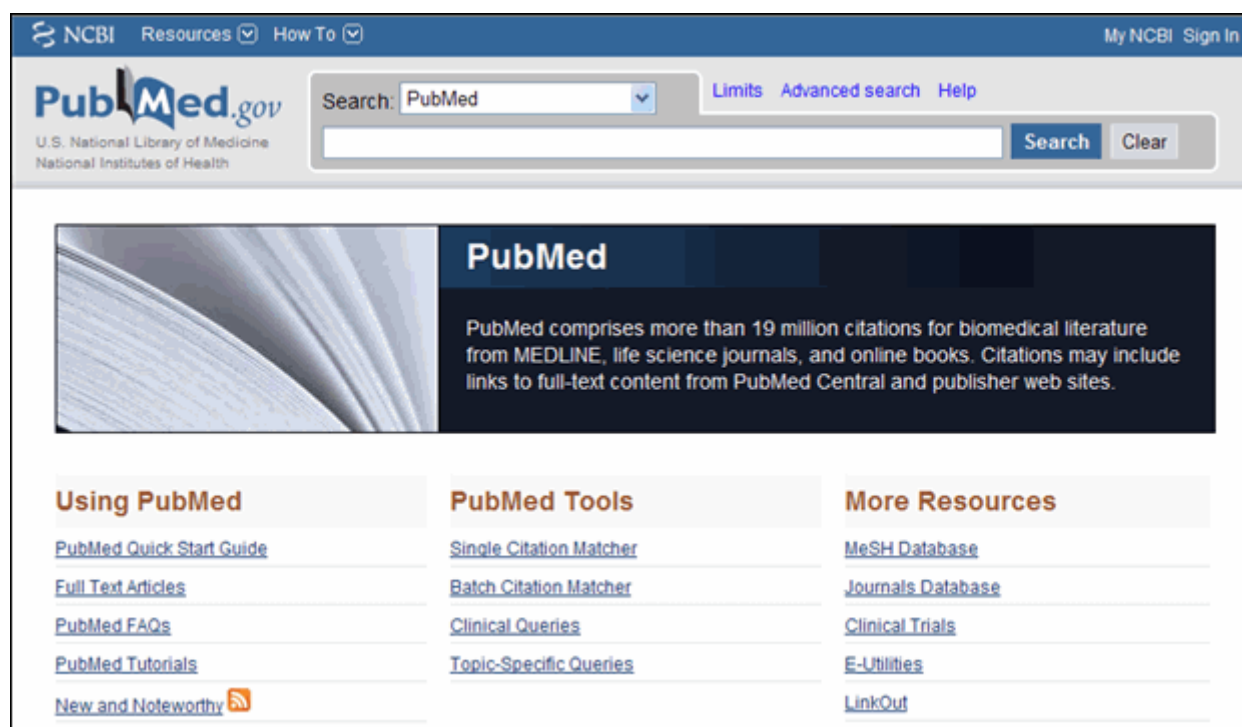 NCBI Resources How To My NCBI Sign In
PubMed.gov
U.S. National Library of Medicine
National Institutes of Health
Search: PubMed
Limits Advanced search Help
Search Clear
PubMed
PubMed comprises more than 19 million citations for biomedical literature
from MEDLINE, life science journals, and online books. Citations may include
links to full-text content from PubMed Central and publisher web sites.
Using PubMed
PubMed Quick Start Guide
Full Text Articles
PubMed FAQs
PubMed Tutorials
New and Noteworthy
PubMed Tools
Single Citation Matcher
Batch Citation Matcher
Clinical Queries
Topic-Specific Queries
More Resources
MeSH Database
Journals Database
Clinical Trials
E-Utilities
LinkOut